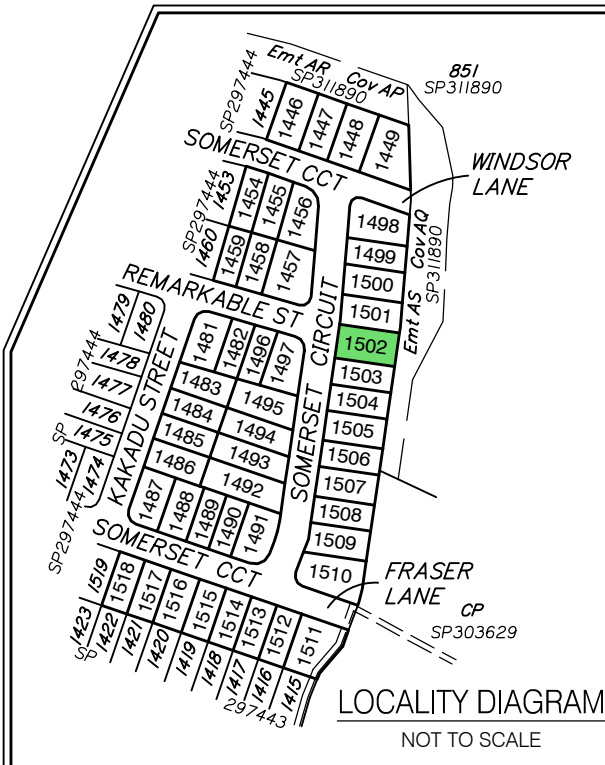 Emt AR
Cov AP
SP311890
851
SP311890
SP297444
1445
1446
1447
1448
1449
SOMERSET CCT
WINDSOR
LANE
SP297444
1453
1454
1455
1456
1460
1459
1458
1457
1498
1499
1500
1501
1502
1503
1504
1505
1506
1507
1508
1509
1510
Emt AS
Cov AQ
SP311890
REMARKABLE ST
SOMERSET CIRCUIT
1479
1480
1478
1477
1476
1475
1473
1474
SP
297444
SP297444
KAKADU STREET
1481
1482
1496
1497
1483
1495
1484
1494
1485
1493
1486
1492
1487
1488
1489
1490
1491
SOMERSET CCT
FRASER
LANE
CP
SP303629
1519
1518
1517
1516
1515
1514
1513
1512
1511
1423
1422
1421
1420
1419
1418
1417
1416
1415
SP
297443
LOCALITY DIAGRAM
NOT TO SCALE